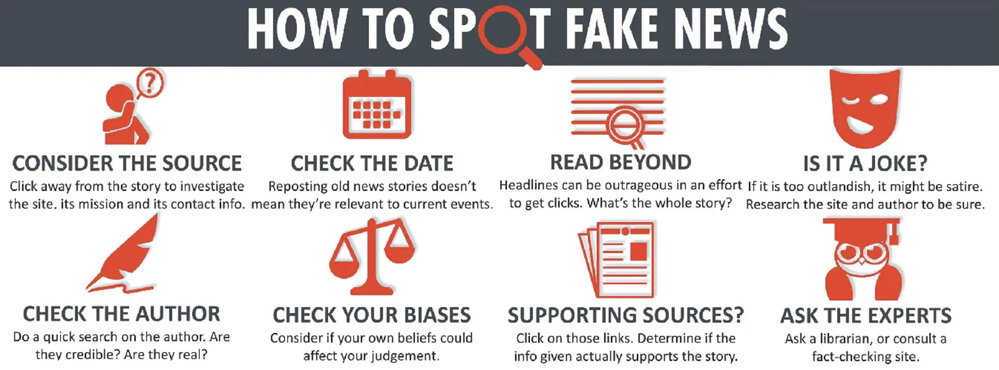 HOW TO SPOT FAKE NEWS
?
CONSIDER THE SOURCE
Click away from the story to investigate
the site, its mission and its contact info.
CHECK THE DATE
Reposting old news stories doesn't
mean they're relevant to current events.
READ BEYOND
Headlines can be outrageous in an effort
to get clicks. What's the whole story?
IS IT A JOKE?
If it is too outlandish, it might be satire.
Research the site and author to be sure.
CHECK THE AUTHOR
Do a quick search on the author. Are
they credible? Are they real?
CHECK YOUR BIASES
Consider if your own beliefs could
affect your judgement.
SUPPORTING SOURCES?
Click on those links. Determine if the
info given actually supports the story.
ASK THE EXPERTS
Ask a librarian, or consult a
fact-checking site.